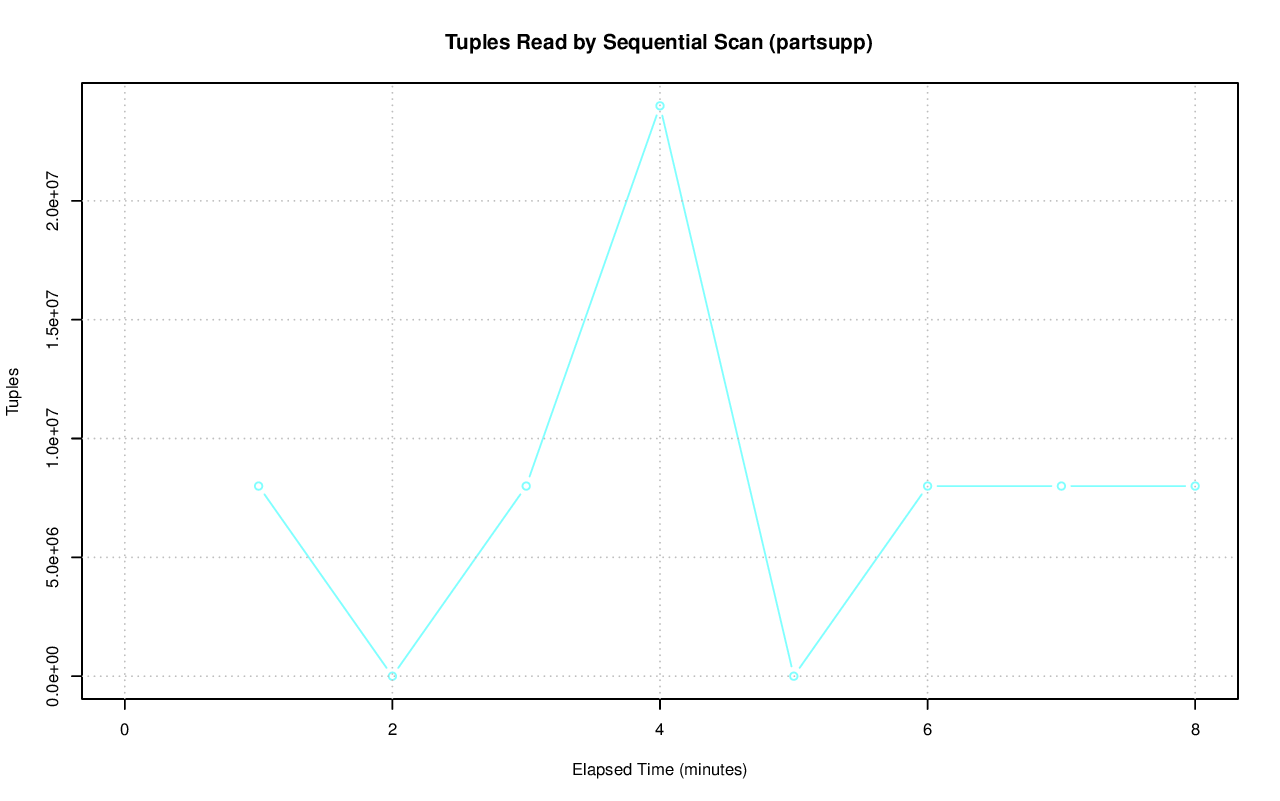 Tuples Read by Sequential Scan (partsupp)
Tuples
2.0e+07
1.5e+07
1.0e+07
5.0e+06
0.0e+00
0 2 4 6 8
Elapsed Time (minutes)